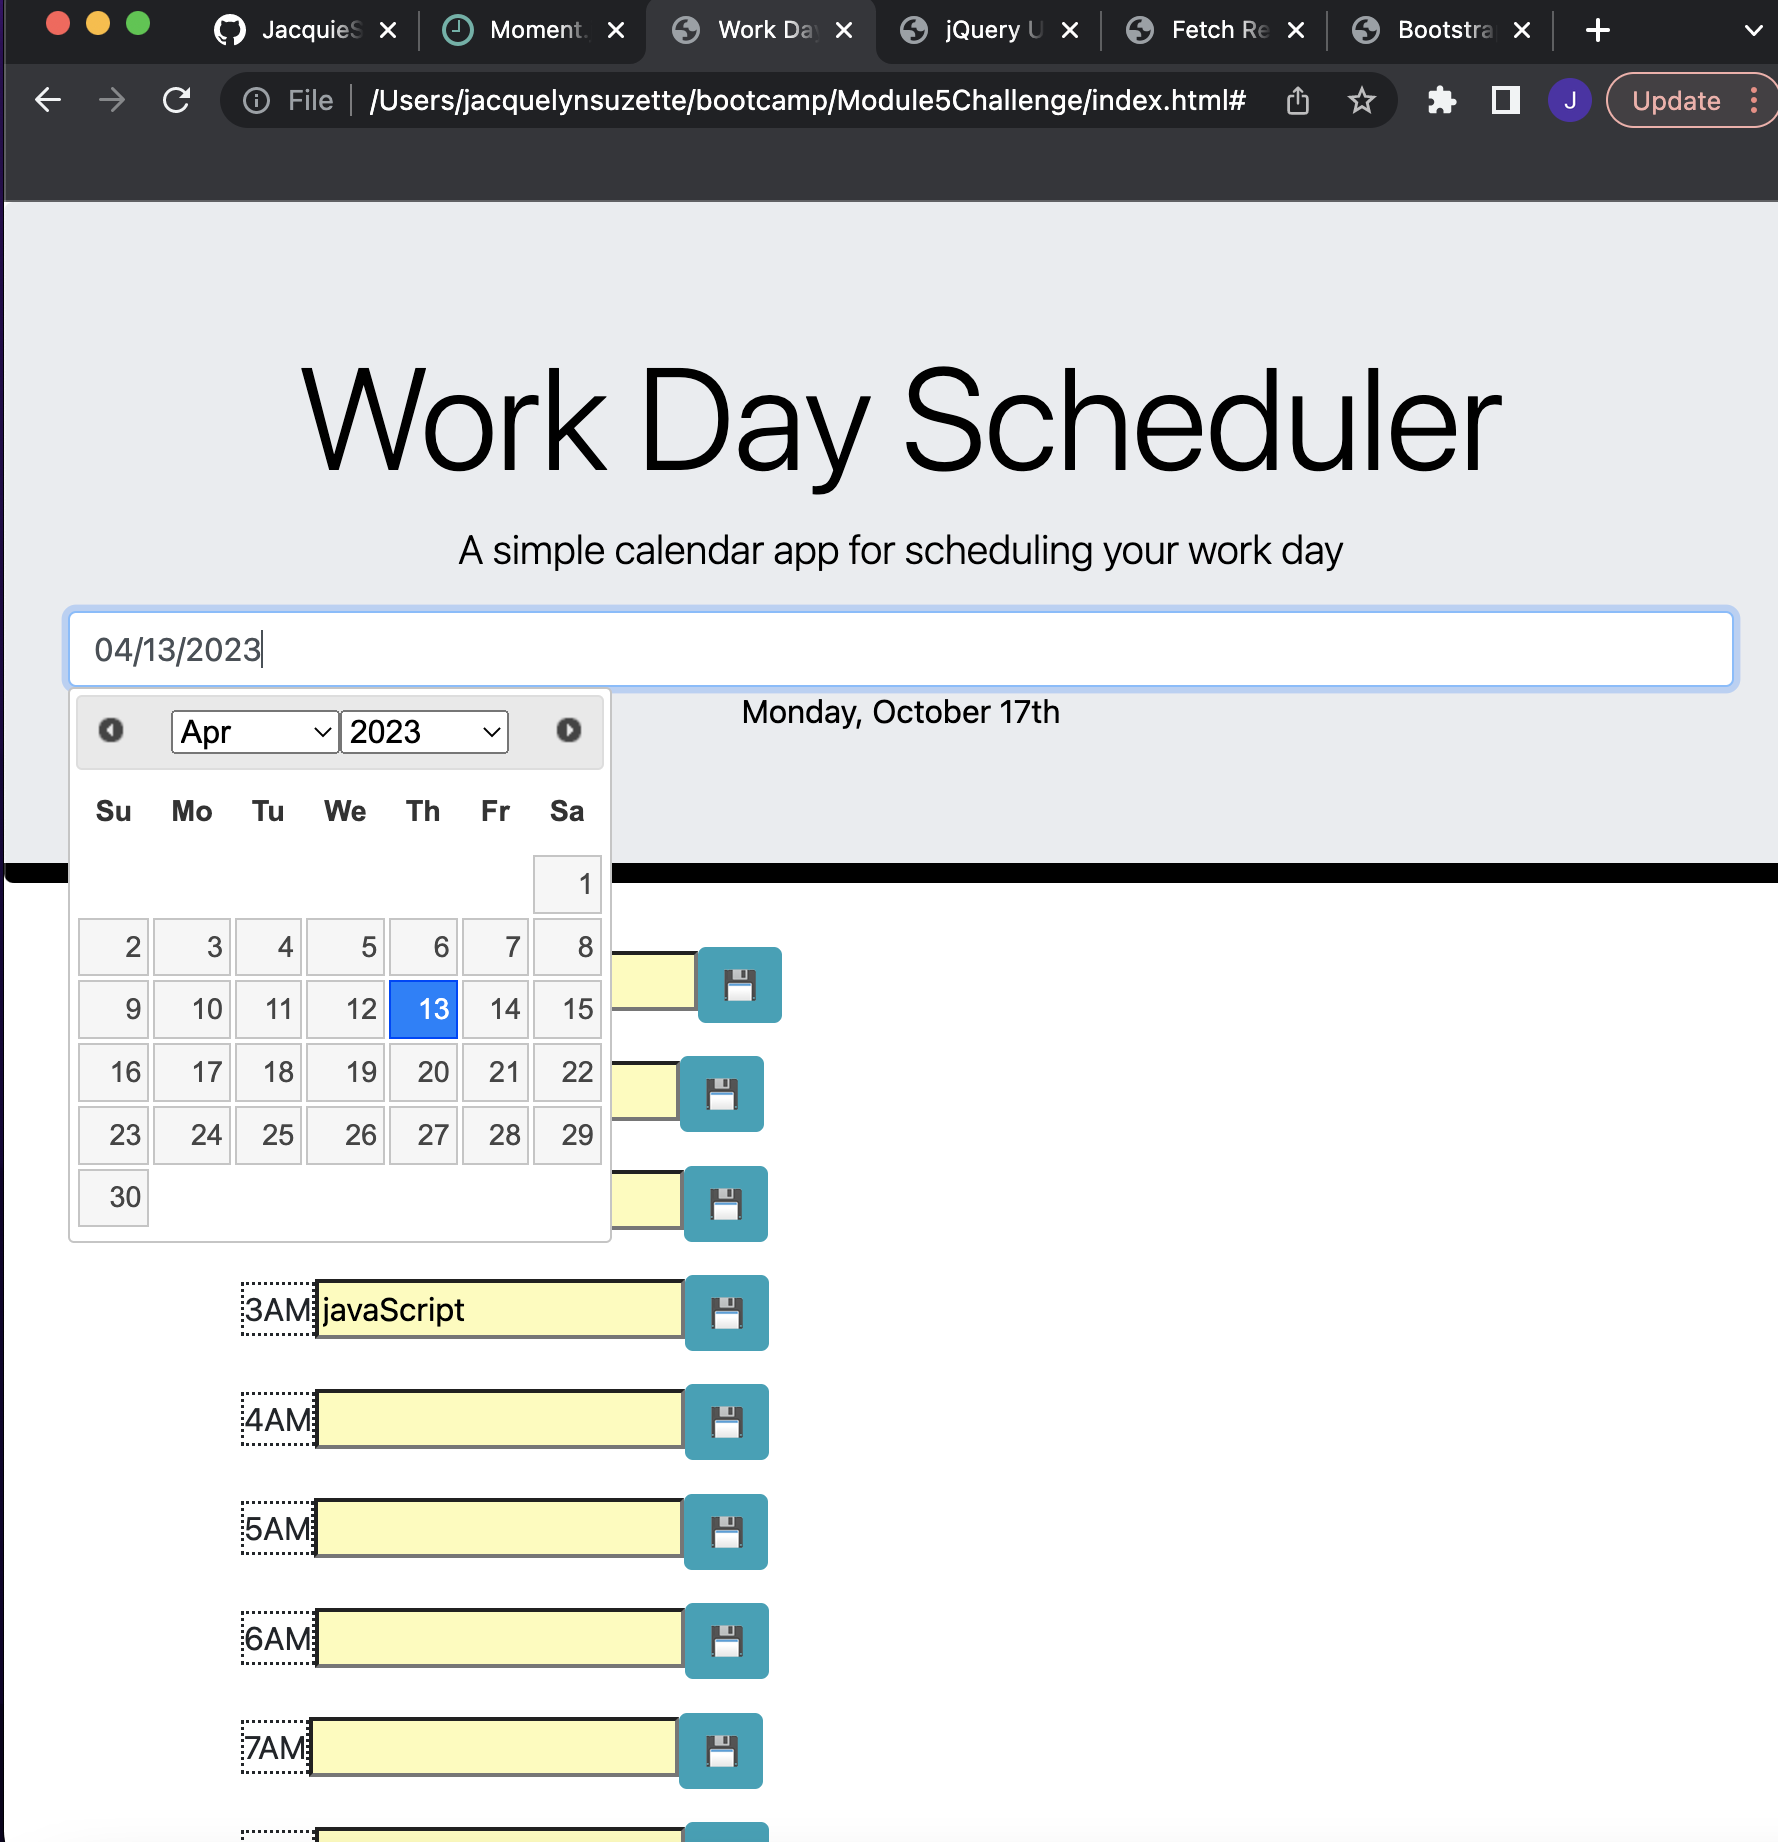 JacquieS
Moment.
Work Da
jQuery U
Fetch Re
Bootstra
File /Users/jacquelynsuzette/bootcamp/Module5Challenge/index.html#
J
Update
Work Day Scheduler
A simple calendar app for scheduling your work day
04/13/2023
Monday, October 17th
Apr 2023
Su Mo Tu We Th Fr Sa
1
2 3 4 5 6 7 8
9 10 11 12 13 14 15
16 17 18 19 20 21 22
23 24 25 26 27 28 29
30
3AM javaScript
4AM
5AM
6AM
7AM